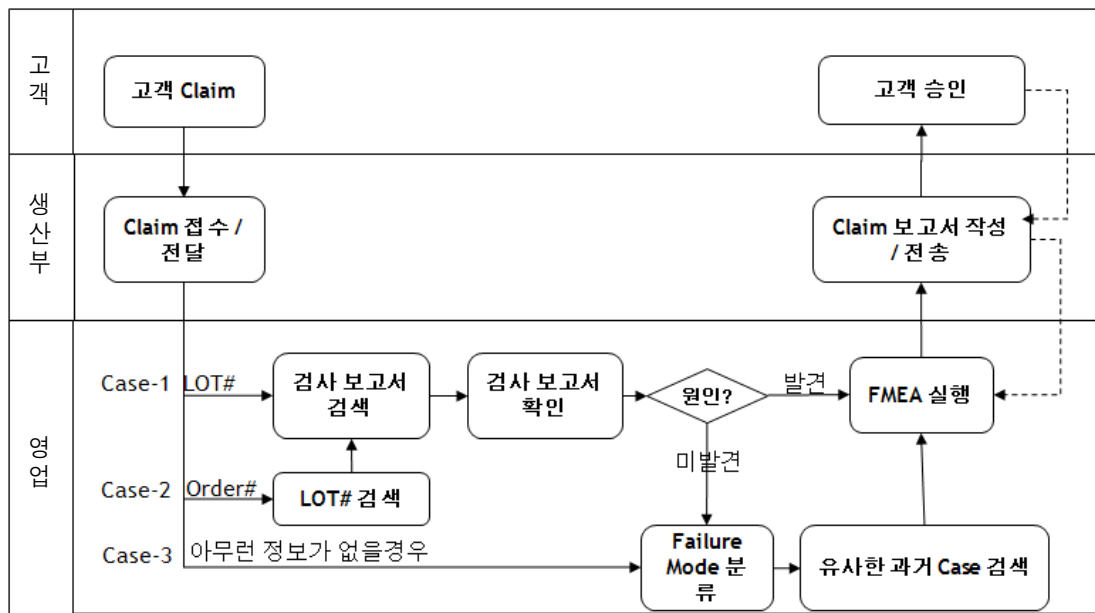 고객
고객 Claim
고객 승인
생산부
Claim 접수 /
전달
Claim 보고서 작성
/ 전송
영업
Case-1
LOT#
검사 보고서
검색
검사 보고서
확인
원인?
발견
FMEA 실행
미발견
Case-2
Order#
LOT# 검색
Case-3
아무런 정보가 없을경우
Failure
Mode 분
류
유사한 과거 Case 검색